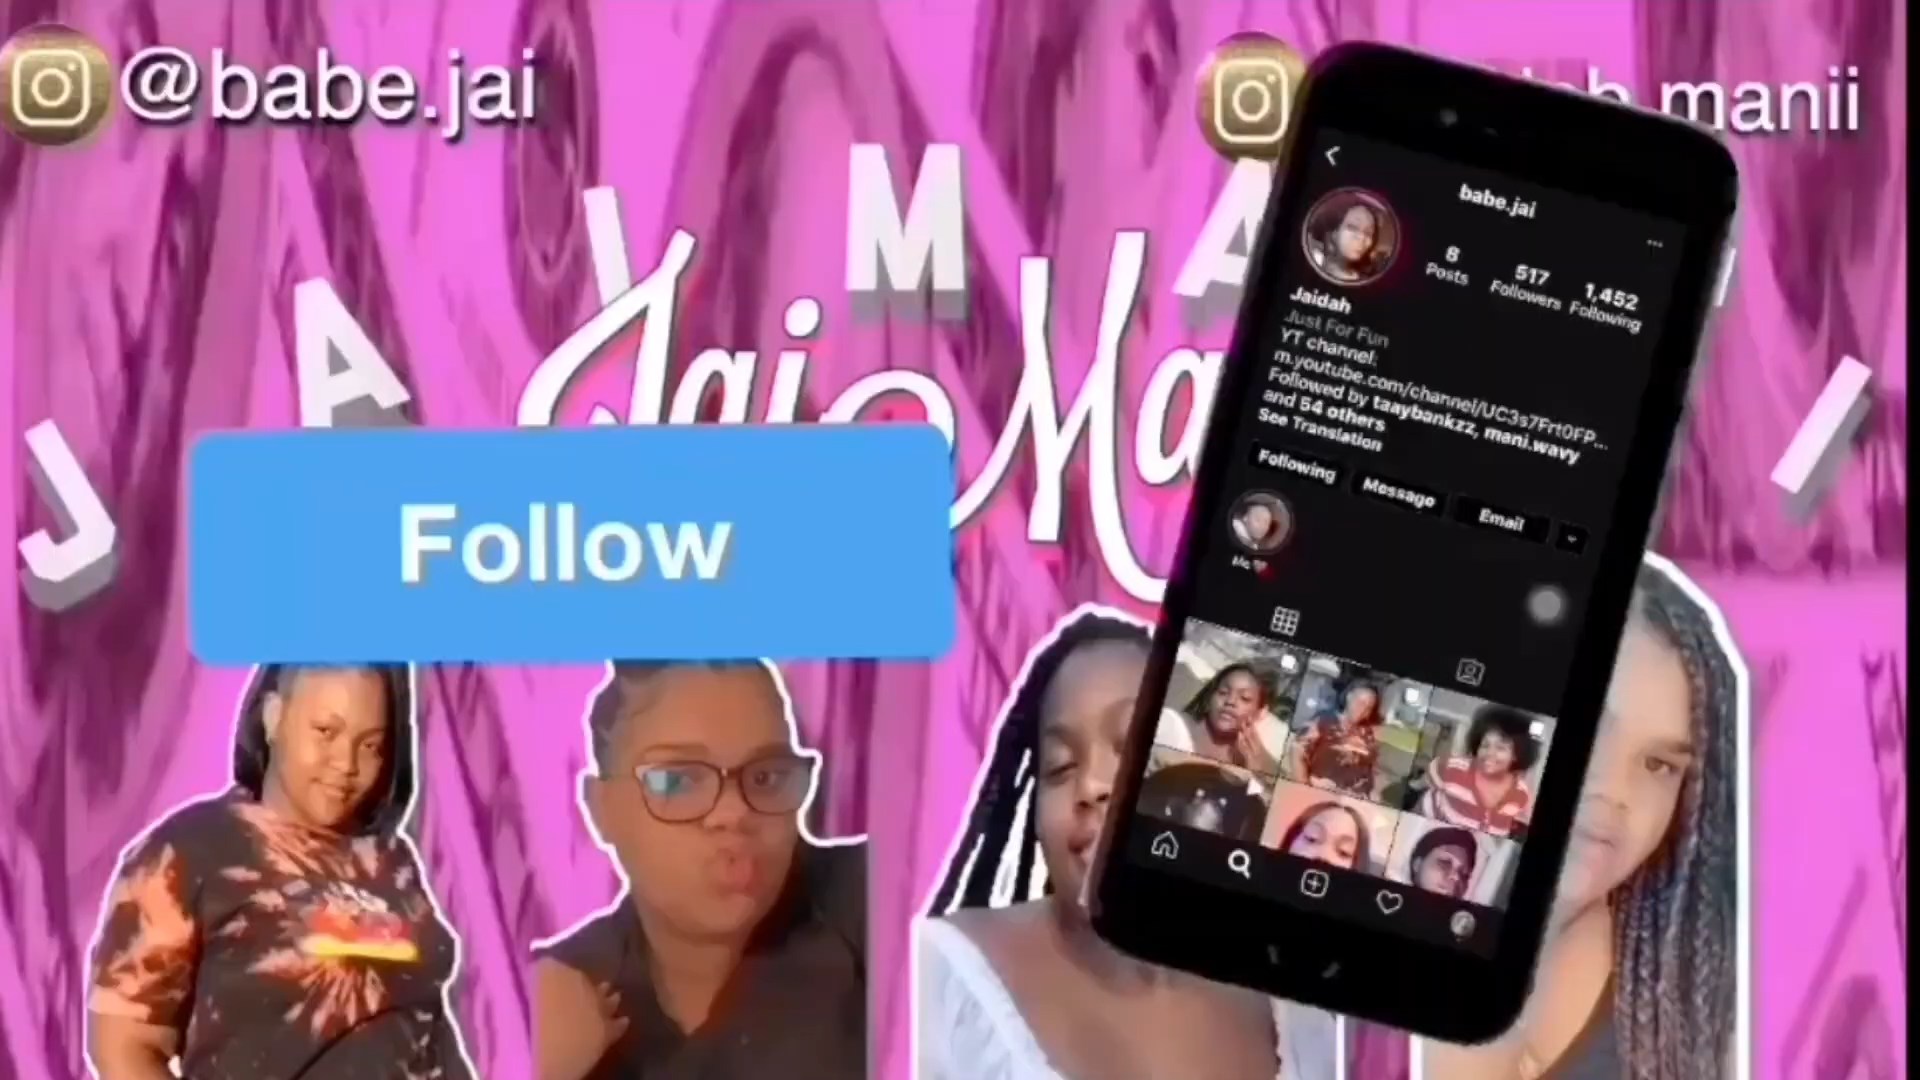 @babe.jai
manii
J A I M A I
Jai Ma
Follow
babe.jai
8 Posts
517 Followers
1,452 Following
Jaidah
Just For Fun
YT channel:
m.youtube.com/channel/UC3s7Frt0FP...
Followed by taaybankzz, mani.wavy
and 54 others
See Translation
Following Message Email
Me